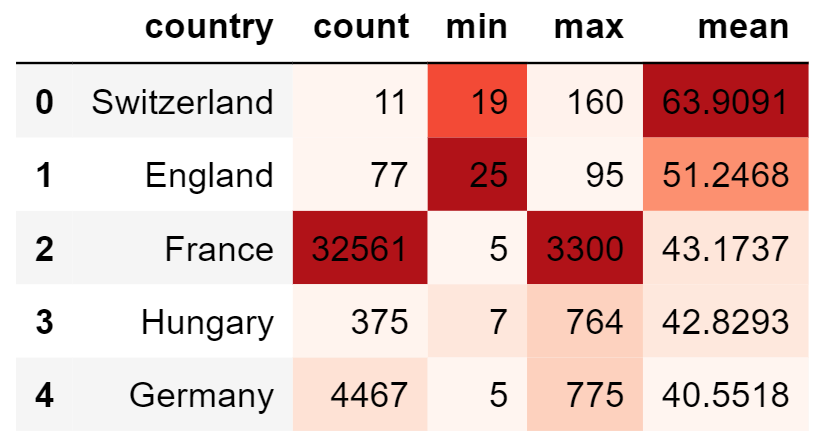 country count min max mean
0 Switzerland 11 19 160 63.9091
1 England 77 25 95 51.2468
2 France 32561 5 3300 43.1737
3 Hungary 375 7 764 42.8293
4 Germany 4467 5 775 40.5518